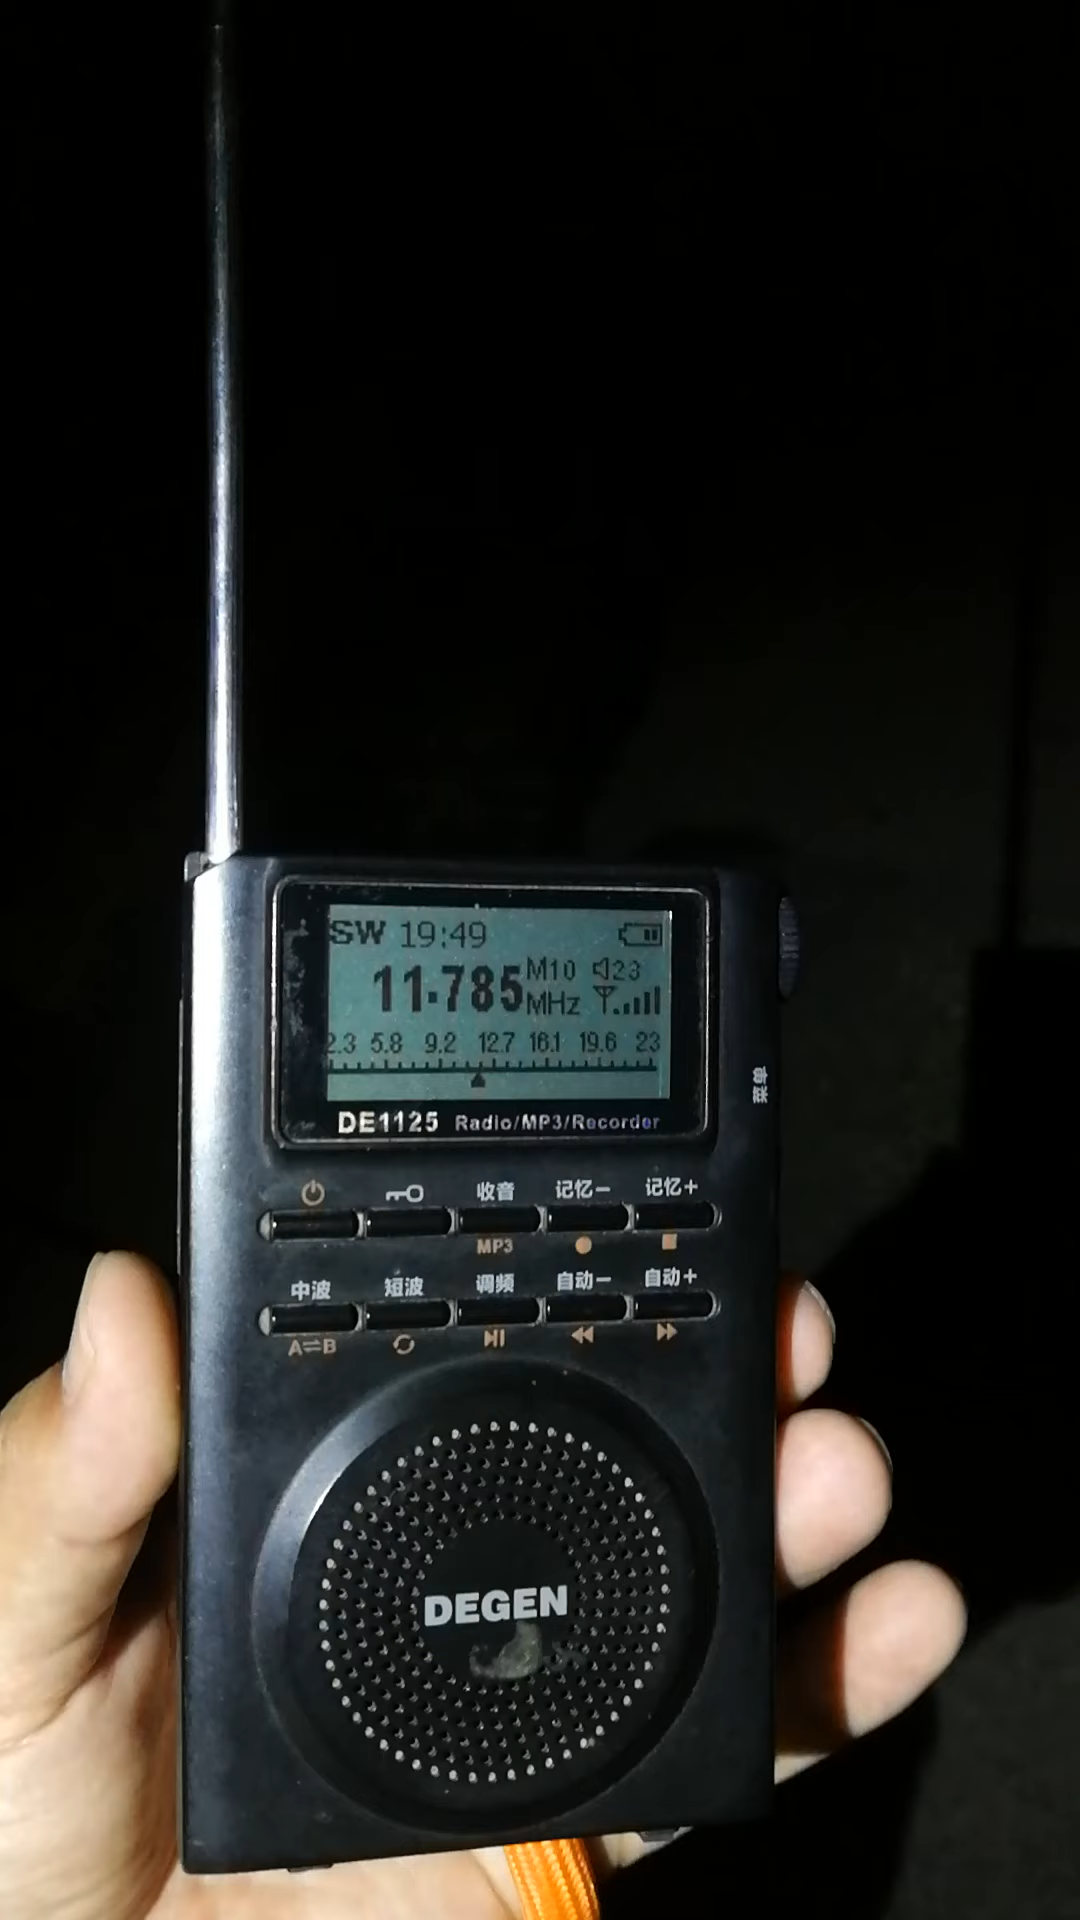 SW 19:49
11.785 M10 23
MHz
2.3 5.8 9.2 12.7 16.1 19.6 23
DE1125 Radio/MP3/Recorder
菜单
收音 记忆- 记忆+
MP3
中波 短波 调频 自动- 自动+
A⇌B
DEGEN